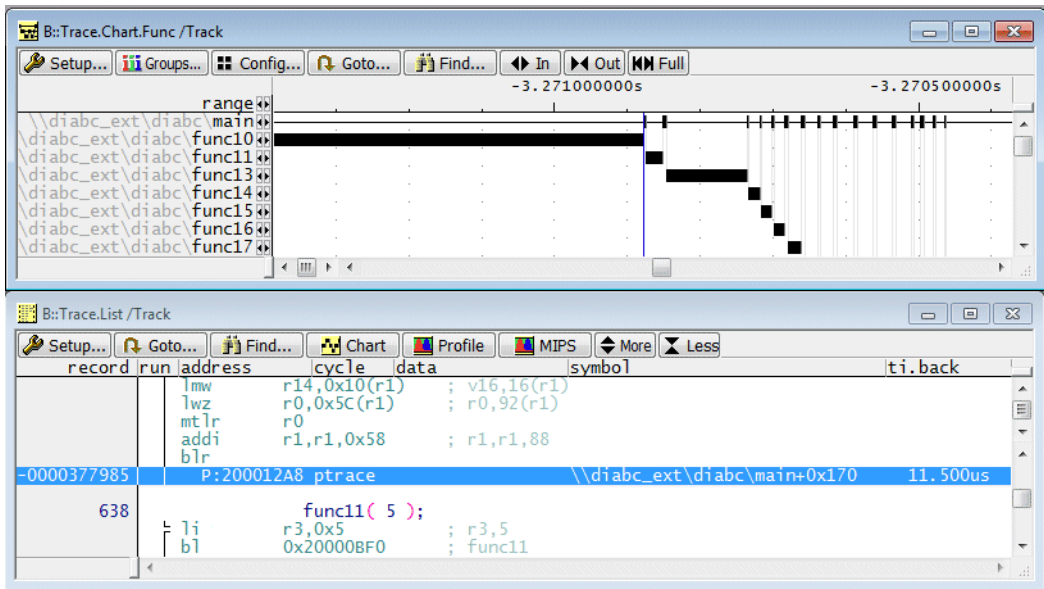 B::Trace.Chart.Func /Track
Setup... Groups... Config... Goto... Find... In Out Full
-3.271000000s -3.270500000s
range
\\diabc_ext\diabc\main
\diabc_ext\diabc\func10
\diabc_ext\diabc\func11
\diabc_ext\diabc\func13
\diabc_ext\diabc\func14
\diabc_ext\diabc\func15
\diabc_ext\diabc\func16
\diabc_ext\diabc\func17
B::Trace.List /Track
Setup... Goto... Find... Chart Profile MIPS More Less
record run address cycle data symbol ti.back
lmw r14,0x10(r1) ; v16,16(r1)
lwz r0,0x5C(r1) ; r0,92(r1)
mtlr r0
addi r1,r1,0x58 ; r1,r1,88
blr
-0000377985 P:200012A8 ptrace \\diabc_ext\diabc\main+0x170 11.500us
638 func11( 5 );
li r3,0x5 ; r3,5
bl 0x20000BF0 ; func11